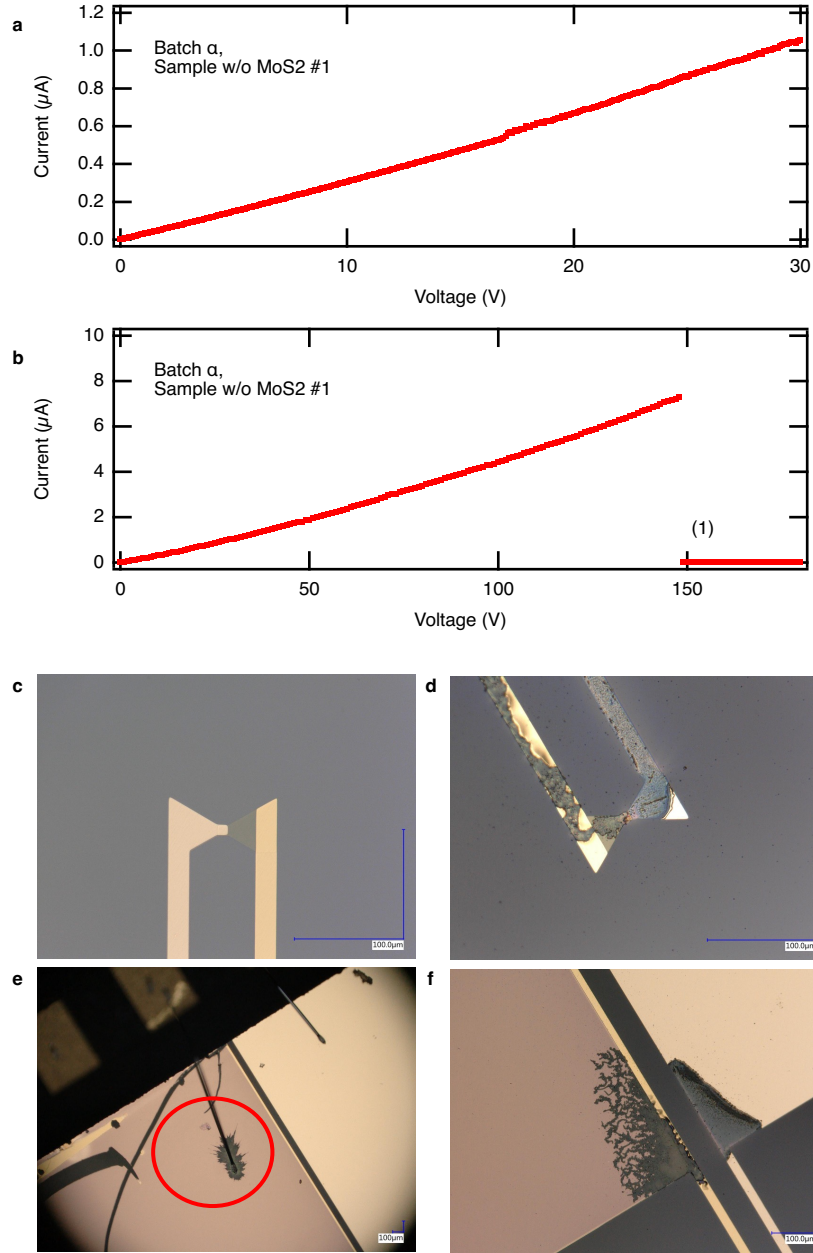 a
1.2
1.0
0.8
0.6
0.4
0.2
0.0
Current (µA)
Batch α,
Sample w/o MoS2 #1
0
10
20
30
Voltage (V)
b
10
8
6
4
2
0
Current (µA)
Batch α,
Sample w/o MoS2 #1
(1)
0
50
100
150
Voltage (V)
c
100.0µm
d
100.0µm
e
100µm
f
100.0µm